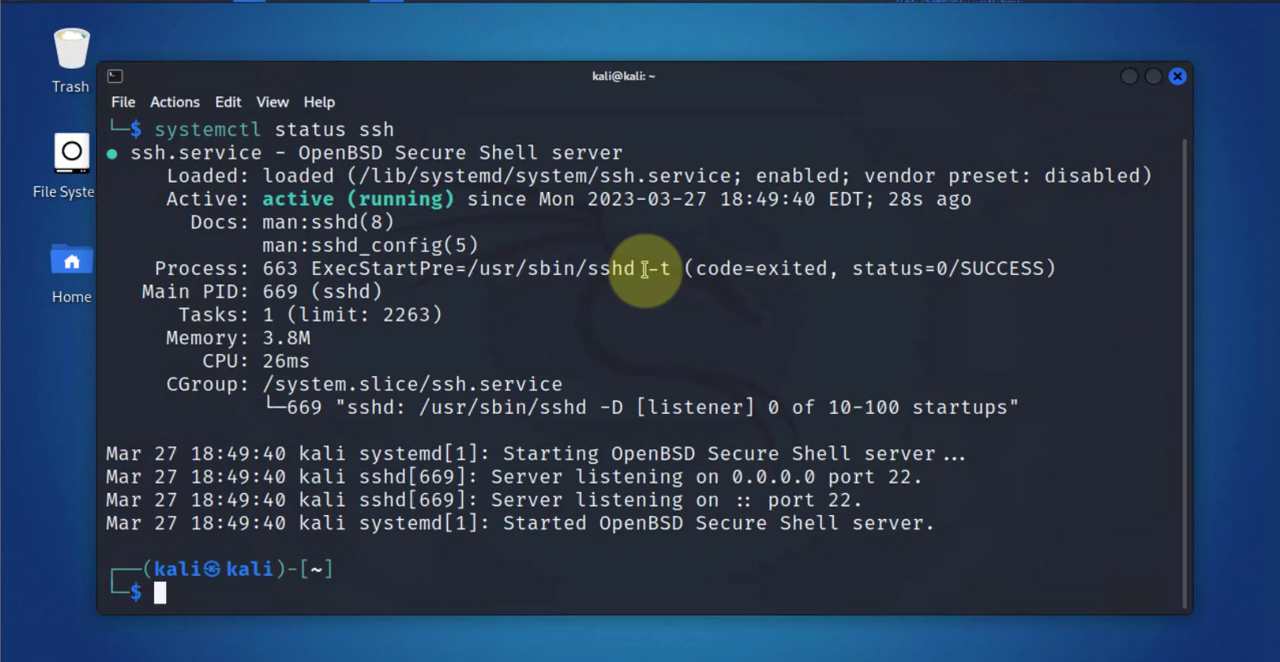 Trash
File Syste
Home
kali@kali: ~
File Actions Edit View Help
└─$ systemctl status ssh
● ssh.service - OpenBSD Secure Shell server
Loaded: loaded (/lib/systemd/system/ssh.service; enabled; vendor preset: disabled)
Active: active (running) since Mon 2023-03-27 18:49:40 EDT; 28s ago
Docs: man:sshd(8)
man:sshd_config(5)
Process: 663 ExecStartPre=/usr/sbin/sshd -t (code=exited, status=0/SUCCESS)
Main PID: 669 (sshd)
Tasks: 1 (limit: 2263)
Memory: 3.8M
CPU: 26ms
CGroup: /system.slice/ssh.service
└─669 "sshd: /usr/sbin/sshd -D [listener] 0 of 10-100 startups"
Mar 27 18:49:40 kali systemd[1]: Starting OpenBSD Secure Shell server...
Mar 27 18:49:40 kali sshd[669]: Server listening on 0.0.0.0 port 22.
Mar 27 18:49:40 kali sshd[669]: Server listening on :: port 22.
Mar 27 18:49:40 kali systemd[1]: Started OpenBSD Secure Shell server.
┌──(kali㉿kali)-[~]
└─$